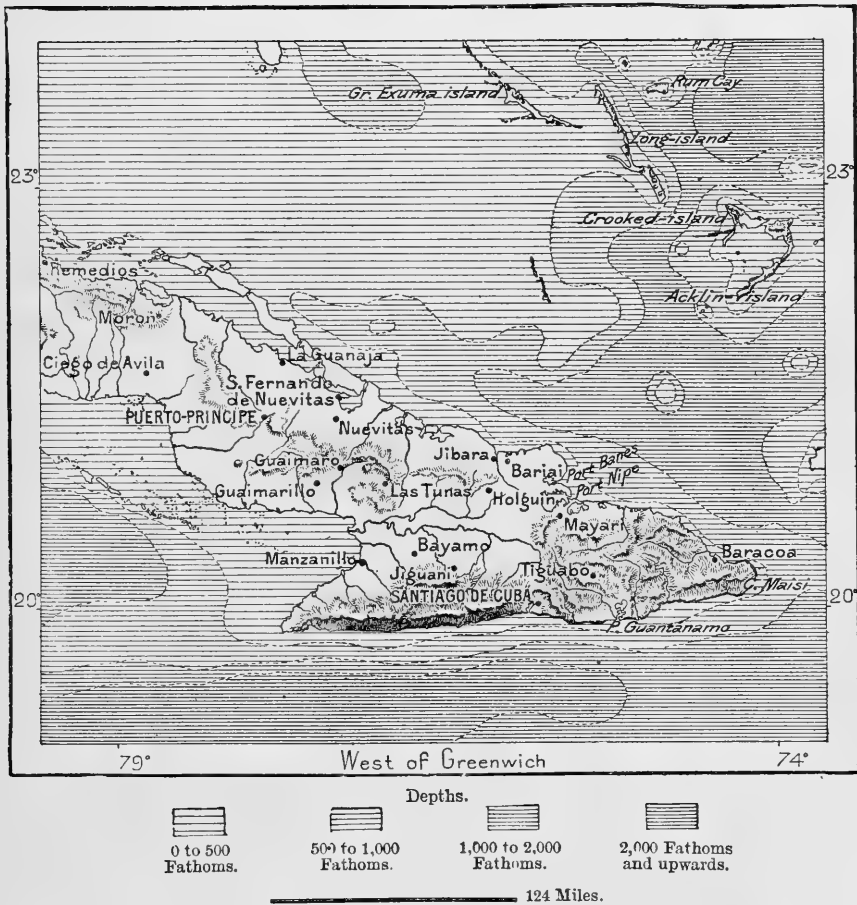 Gr. Exuma island
Rum Cay
Long-island
23°
23°
Crooked-island
Remedios
Acklin-island
Moron
La Guanaja
Ciego de Avila
S. Fernando
de Nuevitas
PUERTO-PRINCIPE
Nuevitas
Jibara
Bariai
Port Banes
Port Nipe
Guaimaro
Guaimarillo
Las Tunas
Holguin
Mayari
Manzanillo
Bayamo
Baracoa
Jiguani
Tiguabo
C. Maisi
SANTIAGO DE CUBA
20°
20°
P. Guantanamo
79°
West of Greenwich
74°
Depths.
0 to 500
Fathoms.
500 to 1,000
Fathoms.
1,000 to 2,000
Fathoms.
2,000 Fathoms
and upwards.
124 Miles.